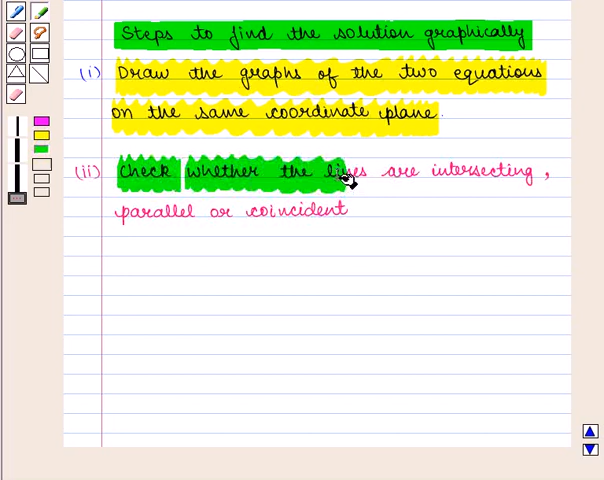 Steps to find the solution graphically
(i) Draw the graphs of the two equations
on the same coordinate plane.
(ii) Check whether the lines are intersecting,
parallel or coincident